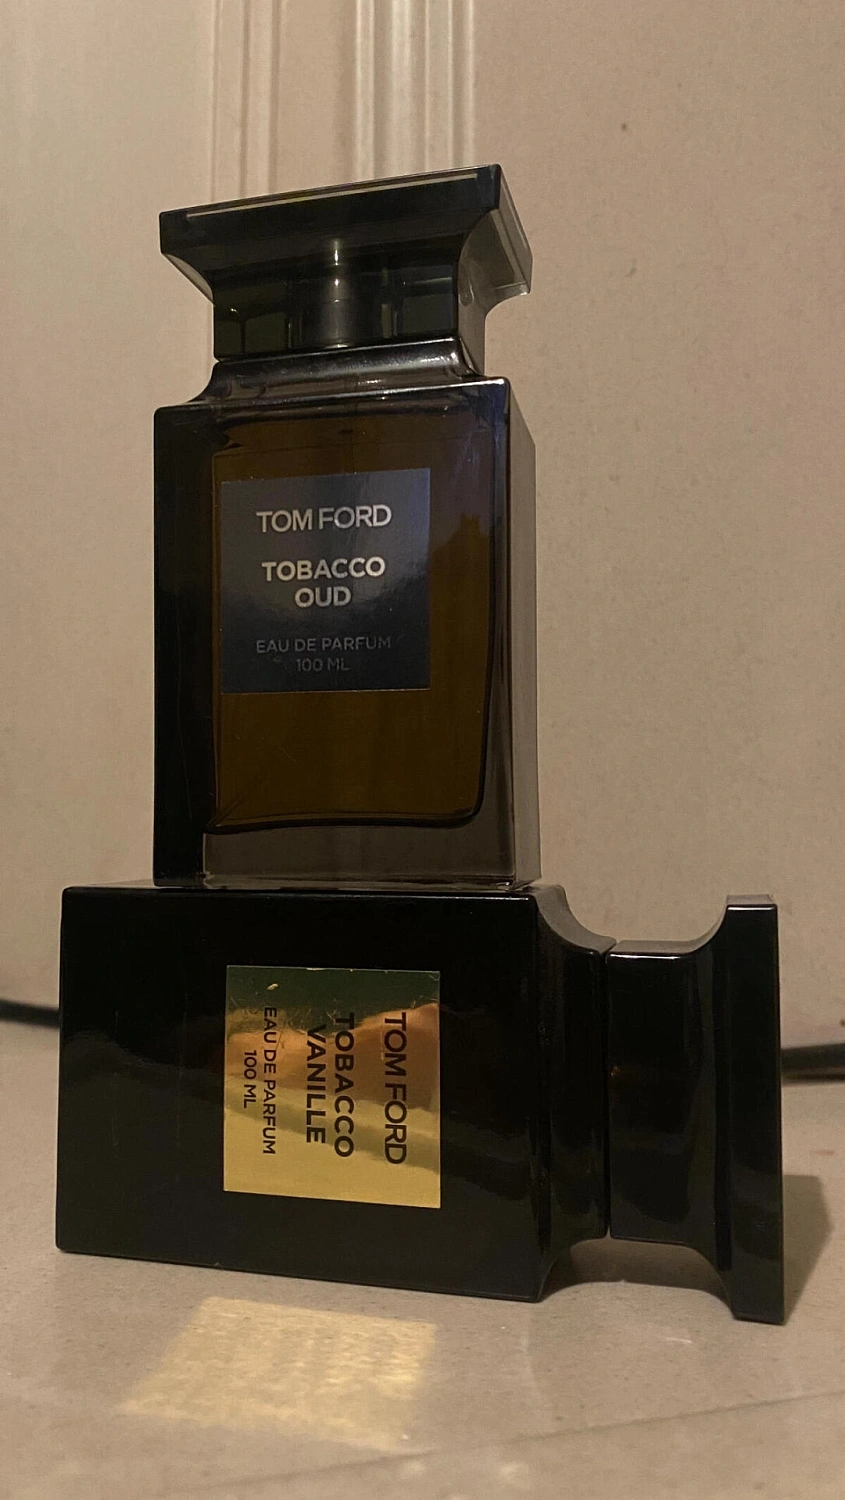 TOM FORD
TOBACCO
OUD
EAU DE PARFUM
100 ML
TOM FORD
TOBACCO
VANILLE
EAU DE PARFUM
100 ML